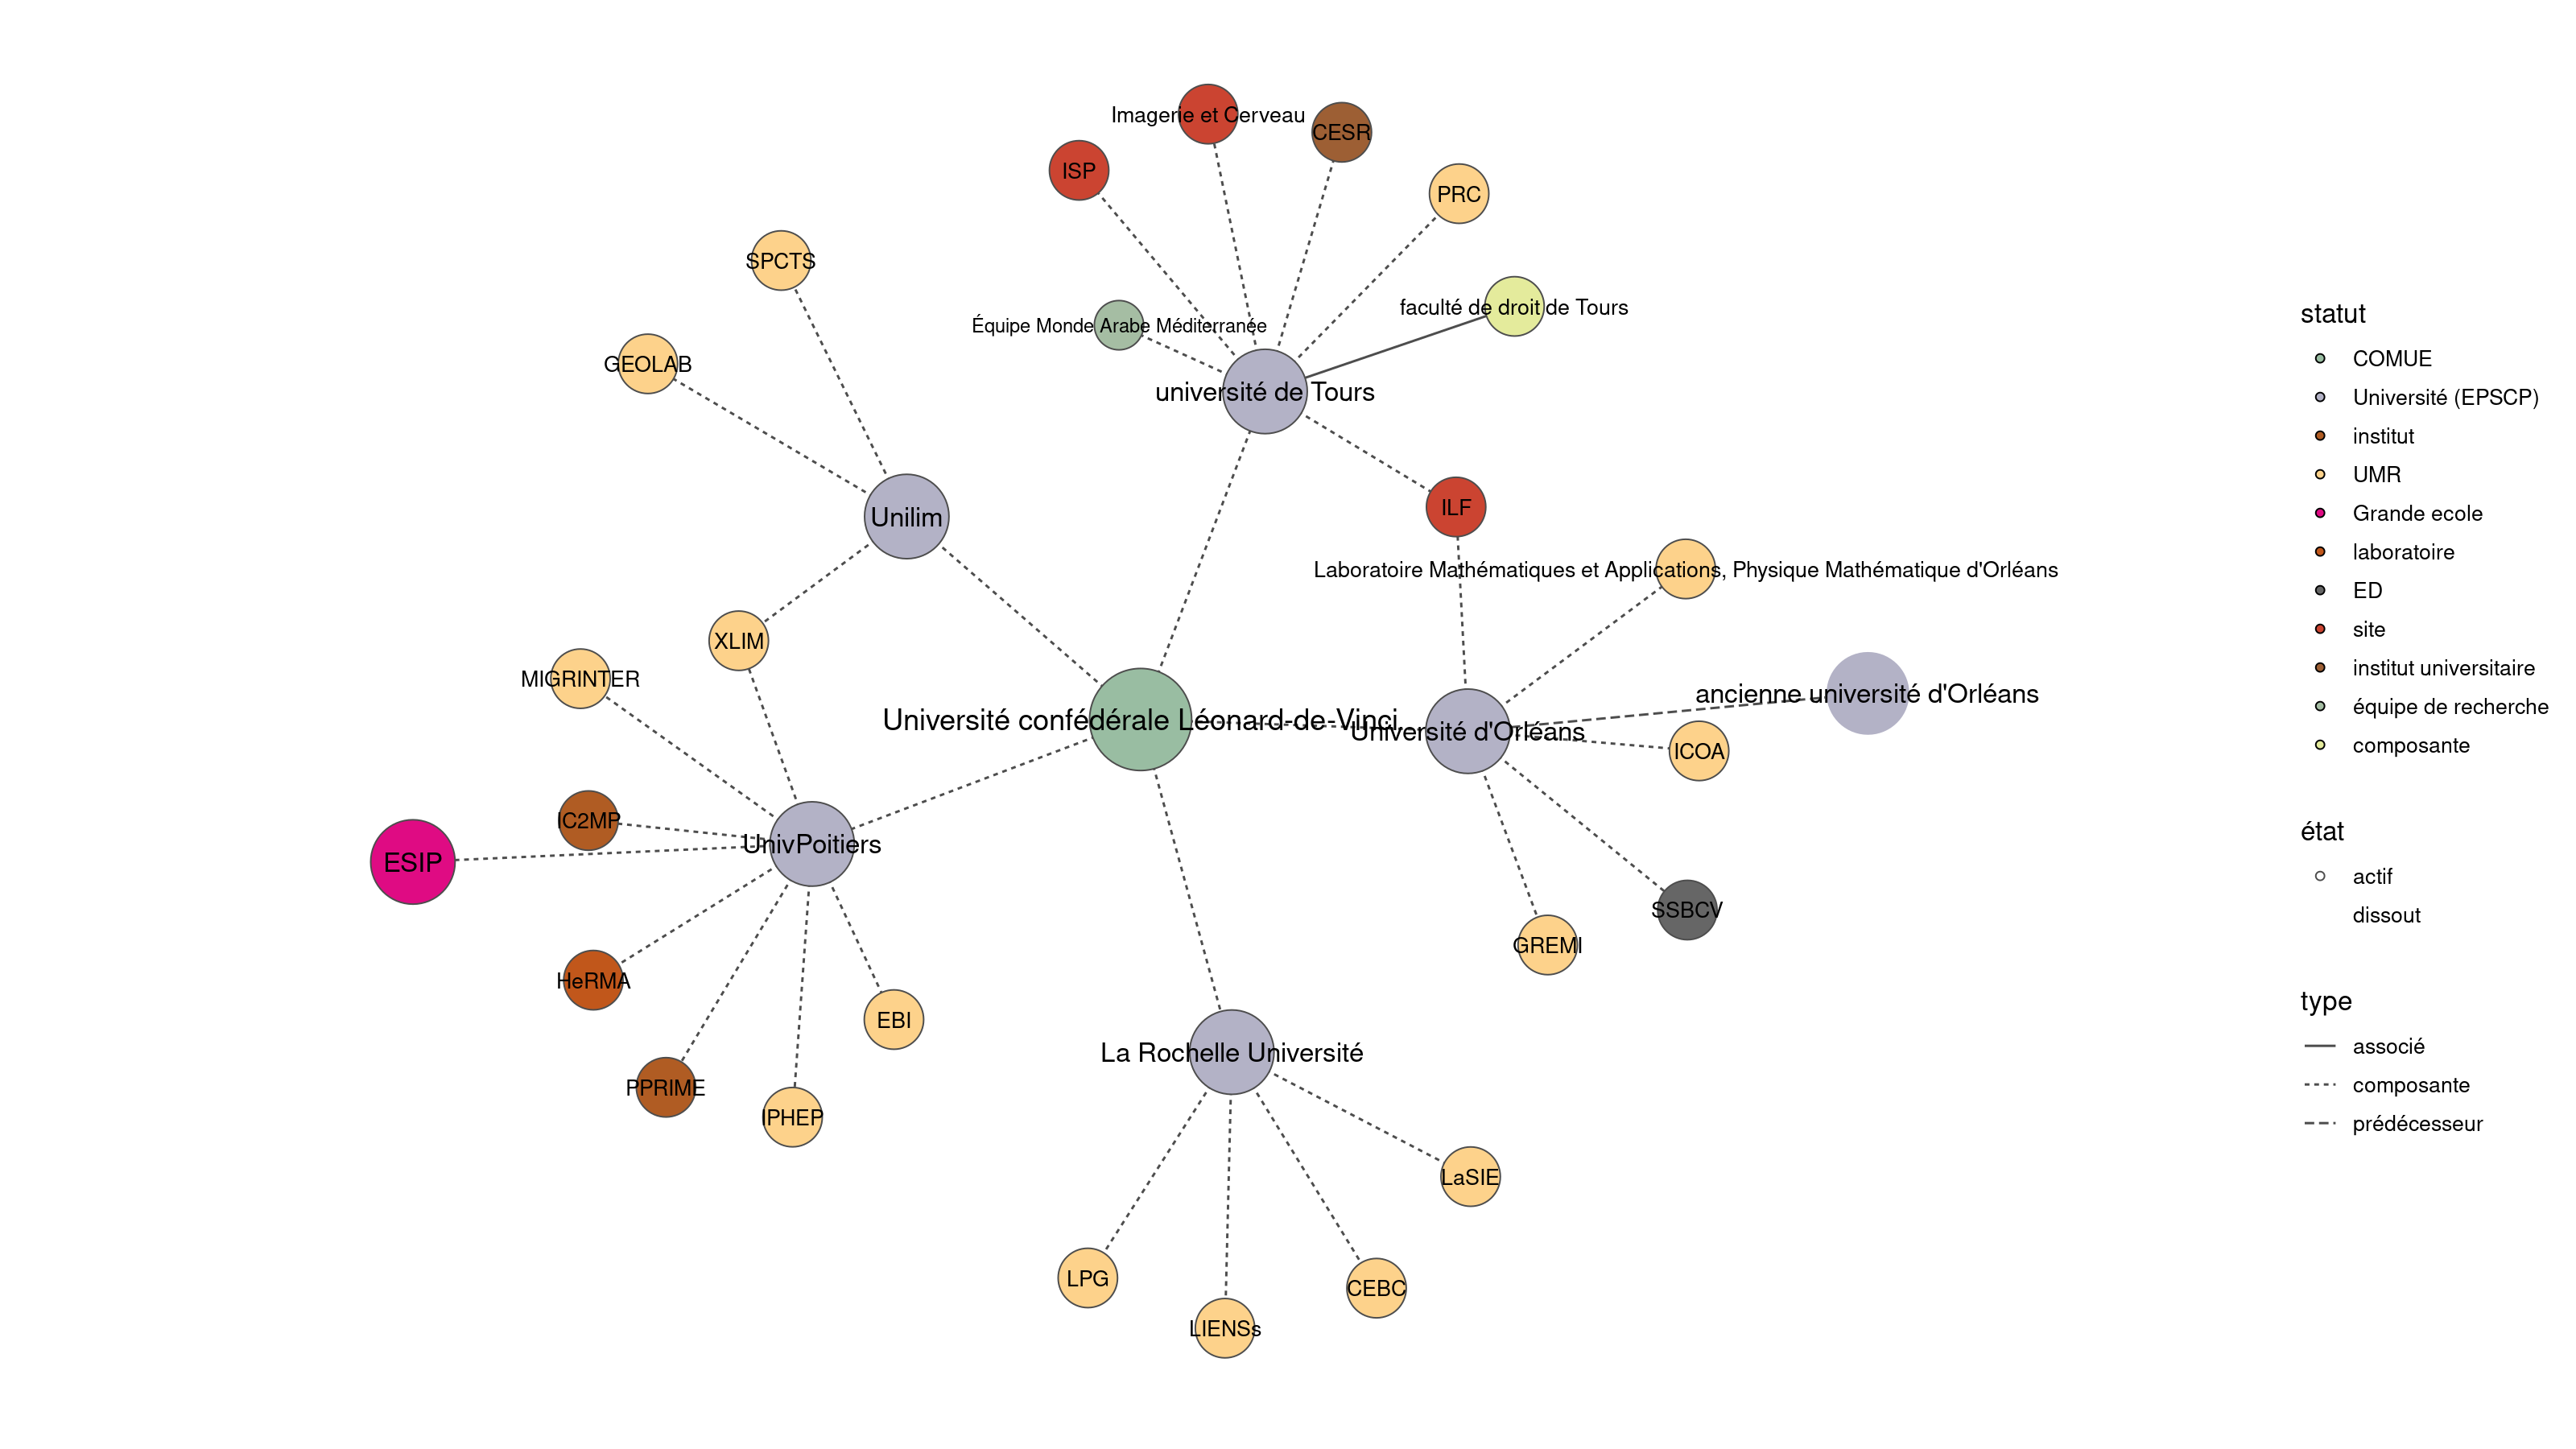 Imagerie et Cerveau
CESR
ISP
PRC
SPCTS
faculté de droit de Tours
Équipe Monde Arabe Méditerranée
GEOLAB
université de Tours
ILF
Unilim
Laboratoire Mathématiques et Applications, Physique Mathématique d'Orléans
XLIM
MIGRINTER
ancienne université d'Orléans
Université confédérale Léonard-de-Vinci
Université d'Orléans
ICOA
IC2MP
UnivPoitiers
ESIP
SSBCV
GREMI
HeRMA
EBI
La Rochelle Université
PPRIME
IPHEP
LaSIE
LPG
CEBC
LIENSs
statut
COMUE
Université (EPSCP)
institut
UMR
Grande ecole
laboratoire
ED
site
institut universitaire
équipe de recherche
composante
état
actif
dissout
type
associé
composante
prédécesseur